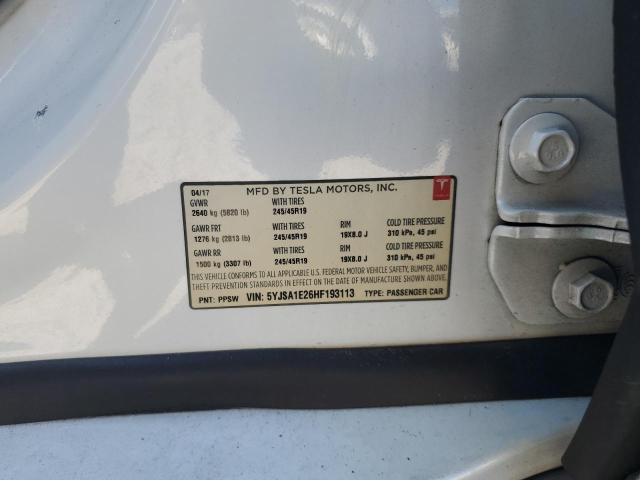 04/17 MFD BY TESLA MOTORS, INC.
GVWR WITH TIRES
2640 kg (5820 lb) 245/45R19
GAWR FRT WITH TIRES RIM COLD TIRE PRESSURE
1276 kg (2813 lb) 245/45R19 19X8.0 J 310 kPa, 45 psi
GAWR RR WITH TIRES RIM COLD TIRE PRESSURE
1500 kg (3307 lb) 245/45R19 19X8.0 J 310 kPa, 45 psi
THIS VEHICLE CONFORMS TO ALL APPLICABLE U.S. FEDERAL MOTOR VEHICLE SAFETY, BUMPER, AND
THEFT PREVENTION STANDARDS IN EFFECT ON THE DATE OF MANUFACTURE SHOWN ABOVE.
PNT: PPSW VIN: 5YJSA1E26HF193113 TYPE: PASSENGER CAR